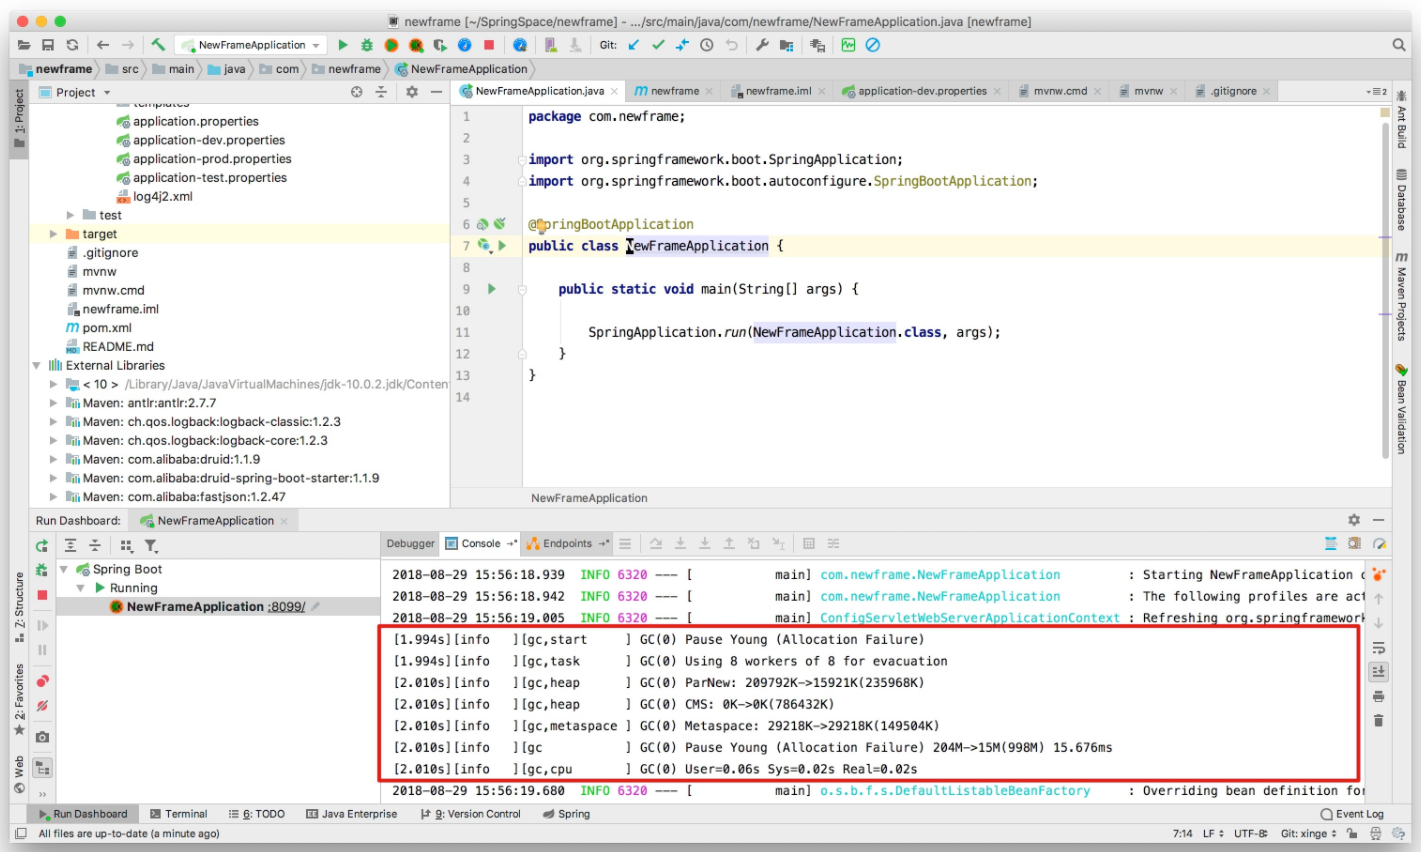 newframe [~/SpringSpace/newframe] - .../src/main/java/com/newframe/NewFrameApplication.java [newframe]
NewFrameApplication
Git:
newframe src main java com newframe NewFrameApplication
1: Project
Project
NewFrameApplication.java newframe newframe.iml application-dev.properties mvnw.cmd mvnw .gitignore
2
templates
application.properties
application-dev.properties
application-prod.properties
application-test.properties
log4j2.xml
test
target
.gitignore
mvnw
mvnw.cmd
newframe.iml
pom.xml
README.md
External Libraries
< 10 > /Library/Java/JavaVirtualMachines/jdk-10.0.2.jdk/Conten
Maven: antlr:antlr:2.7.7
Maven: ch.qos.logback:logback-classic:1.2.3
Maven: ch.qos.logback:logback-core:1.2.3
Maven: com.alibaba:druid:1.1.9
Maven: com.alibaba:druid-spring-boot-starter:1.1.9
Maven: com.alibaba:fastjson:1.2.47
1 package com.newframe;
2
3 import org.springframework.boot.SpringApplication;
4 import org.springframework.boot.autoconfigure.SpringBootApplication;
5
6 @SpringBootApplication
7 public class NewFrameApplication {
8
9 public static void main(String[] args) {
10
11 SpringApplication.run(NewFrameApplication.class, args);
12 }
13 }
14
NewFrameApplication
Ant Build
Database
Maven Projects
Bean Validation
Run Dashboard: NewFrameApplication
Debugger Console Endpoints
Spring Boot
Running
NewFrameApplication :8099/
2018-08-29 15:56:18.939 INFO 6320 --- [ main] com.newframe.NewFrameApplication : Starting NewFrameApplication o
2018-08-29 15:56:18.942 INFO 6320 --- [ main] com.newframe.NewFrameApplication : The following profiles are act
2018-08-29 15:56:19.005 INFO 6320 --- [ main] ConfigServletWebServerApplicationContext : Refreshing org.springframework
[1.994s][info ][gc,start ] GC(0) Pause Young (Allocation Failure)
[1.994s][info ][gc,task ] GC(0) Using 8 workers of 8 for evacuation
[2.010s][info ][gc,heap ] GC(0) ParNew: 209792K->15921K(235968K)
[2.010s][info ][gc,heap ] GC(0) CMS: 0K->0K(786432K)
[2.010s][info ][gc,metaspace ] GC(0) Metaspace: 29218K->29218K(149504K)
[2.010s][info ][gc ] GC(0) Pause Young (Allocation Failure) 204M->15M(998M) 15.676ms
[2.010s][info ][gc,cpu ] GC(0) User=0.06s Sys=0.02s Real=0.02s
2018-08-29 15:56:19.680 INFO 6320 --- [ main] o.s.b.f.s.DefaultListableBeanFactory : Overriding bean definition for
Z: Structure
2: Favorites
Web
Run Dashboard Terminal 6: TODO Java Enterprise 9: Version Control Spring Event Log
All files are up-to-date (a minute ago) 7:14 LF UTF-8 Git: xinge